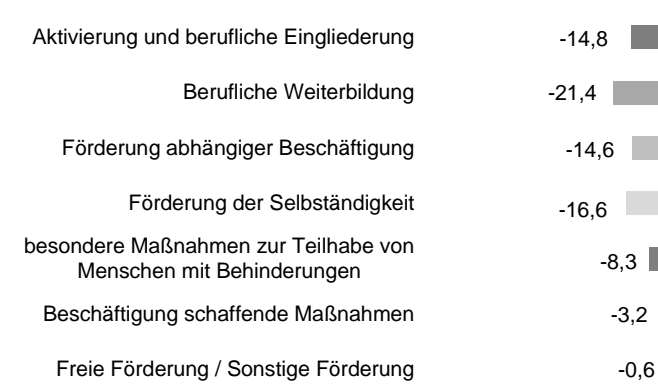 Aktivierung und berufliche Eingliederung -14,8
Berufliche Weiterbildung -21,4
Förderung abhängiger Beschäftigung -14,6
Förderung der Selbständigkeit -16,6
besondere Maßnahmen zur Teilhabe von
Menschen mit Behinderungen -8,3
Beschäftigung schaffende Maßnahmen -3,2
Freie Förderung / Sonstige Förderung -0,6